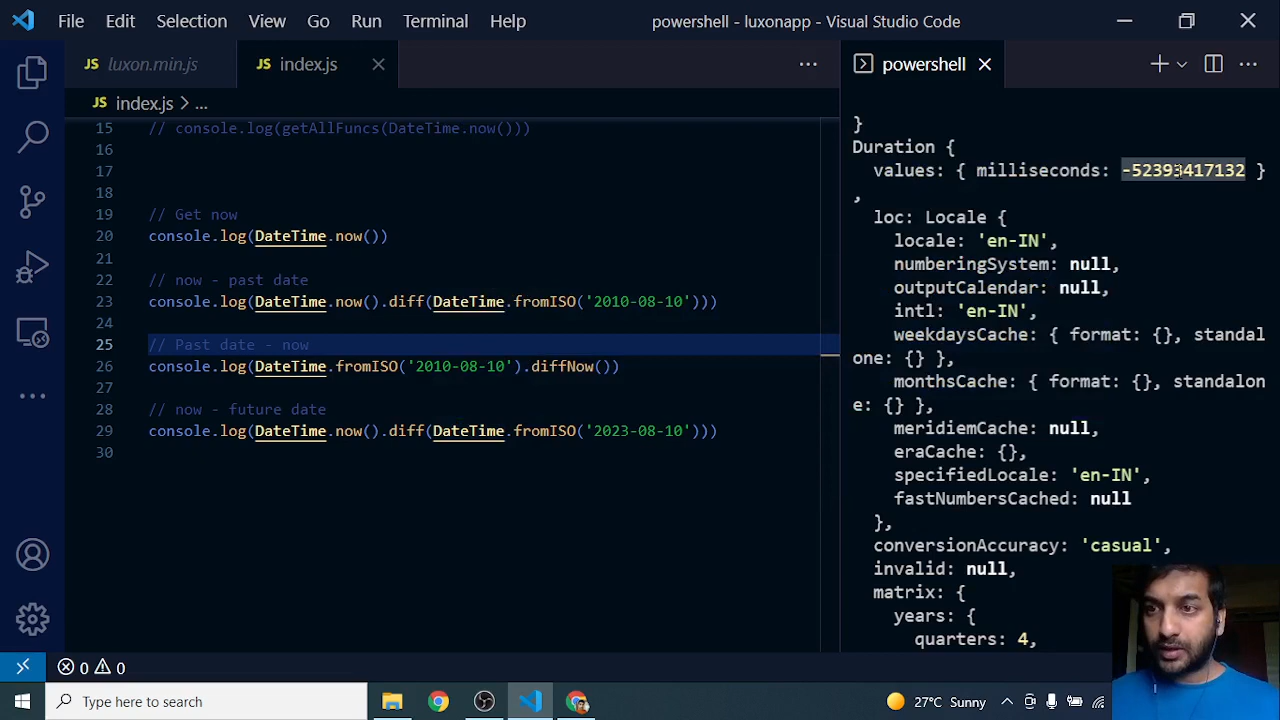 File Edit Selection View Go Run Terminal Help
powershell - luxonapp - Visual Studio Code
JS luxon.min.js
JS index.js
powershell
JS index.js > ...
15 // console.log(getAllFuncs(DateTime.now()))
16
17
18
19 // Get now
20 console.log(DateTime.now())
21
22 // now - past date
23 console.log(DateTime.now().diff(DateTime.fromISO('2010-08-10')))
24
25 // Past date - now
26 console.log(DateTime.fromISO('2010-08-10').diffNow())
27
28 // now - future date
29 console.log(DateTime.now().diff(DateTime.fromISO('2023-08-10')))
30
}
Duration {
values: { milliseconds: -52393417132 }
,
loc: Locale {
locale: 'en-IN',
numberingSystem: null,
outputCalendar: null,
intl: 'en-IN',
weekdaysCache: { format: {}, standal
one: {} },
monthsCache: { format: {}, standalon
e: {} },
meridiemCache: null,
eraCache: {},
specifiedLocale: 'en-IN',
fastNumbersCached: null
},
conversionAccuracy: 'casual',
invalid: null,
matrix: {
years: {
quarters: 4,
0 0
Type here to search
27°C Sunny